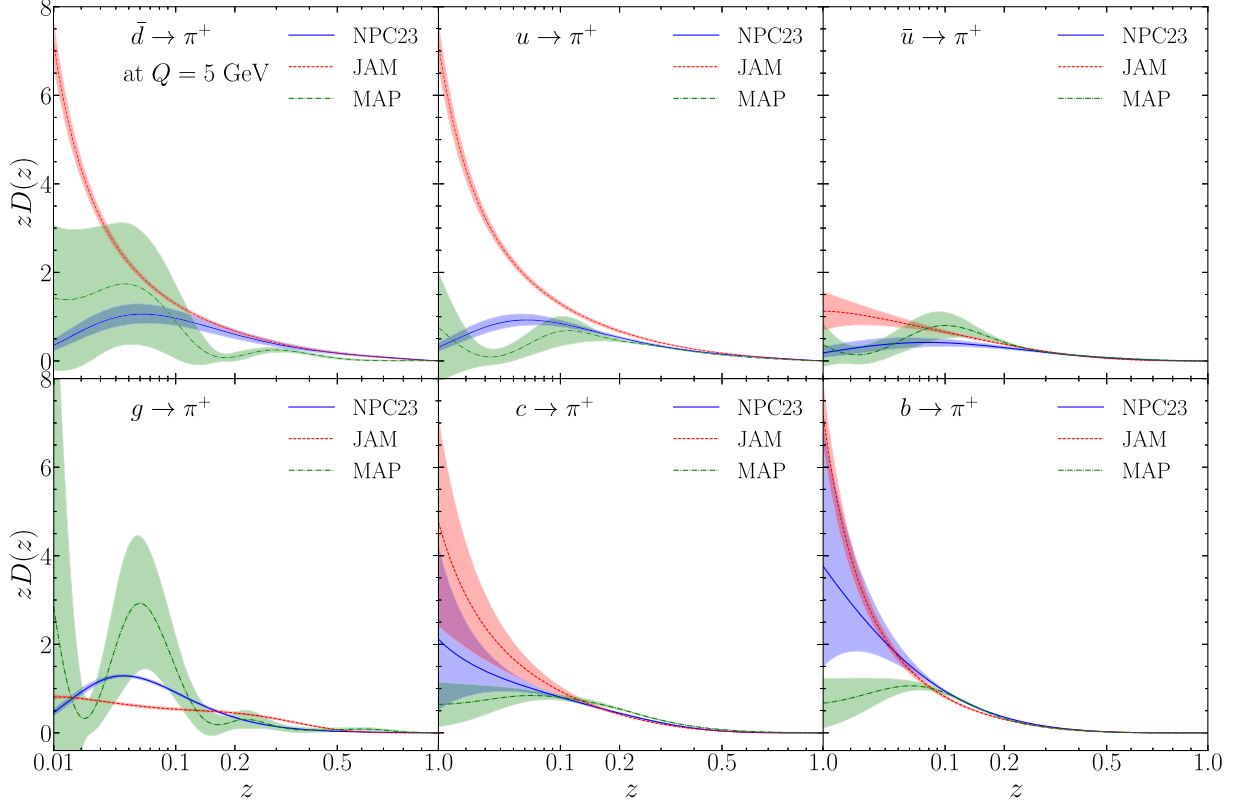 8
6
4
2
0
zD(z)
d̄ → π⁺
at Q = 5 GeV
NPC23
JAM
MAP
u → π⁺
NPC23
JAM
MAP
ū → π⁺
NPC23
JAM
MAP
8
6
4
2
0
zD(z)
g → π⁺
NPC23
JAM
MAP
c → π⁺
NPC23
JAM
MAP
b → π⁺
NPC23
JAM
MAP
0.01 0.1 0.2 0.5 1.0 0.1 0.2 0.5 1.0 0.1 0.2 0.5 1.0
z z z